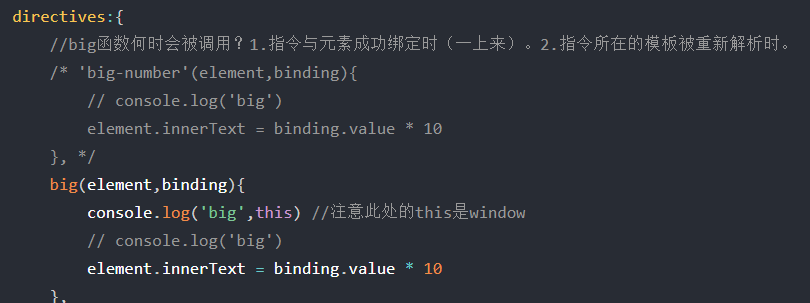 directives:{
//big函数何时会被调用？1.指令与元素成功绑定时（一上来）。2.指令所在的模板被重新解析时。
/* 'big-number'(element,binding){
// console.log('big')
element.innerText = binding.value * 10
}, */
big(element,binding){
console.log('big',this) //注意此处的this是window
// console.log('big')
element.innerText = binding.value * 10
},